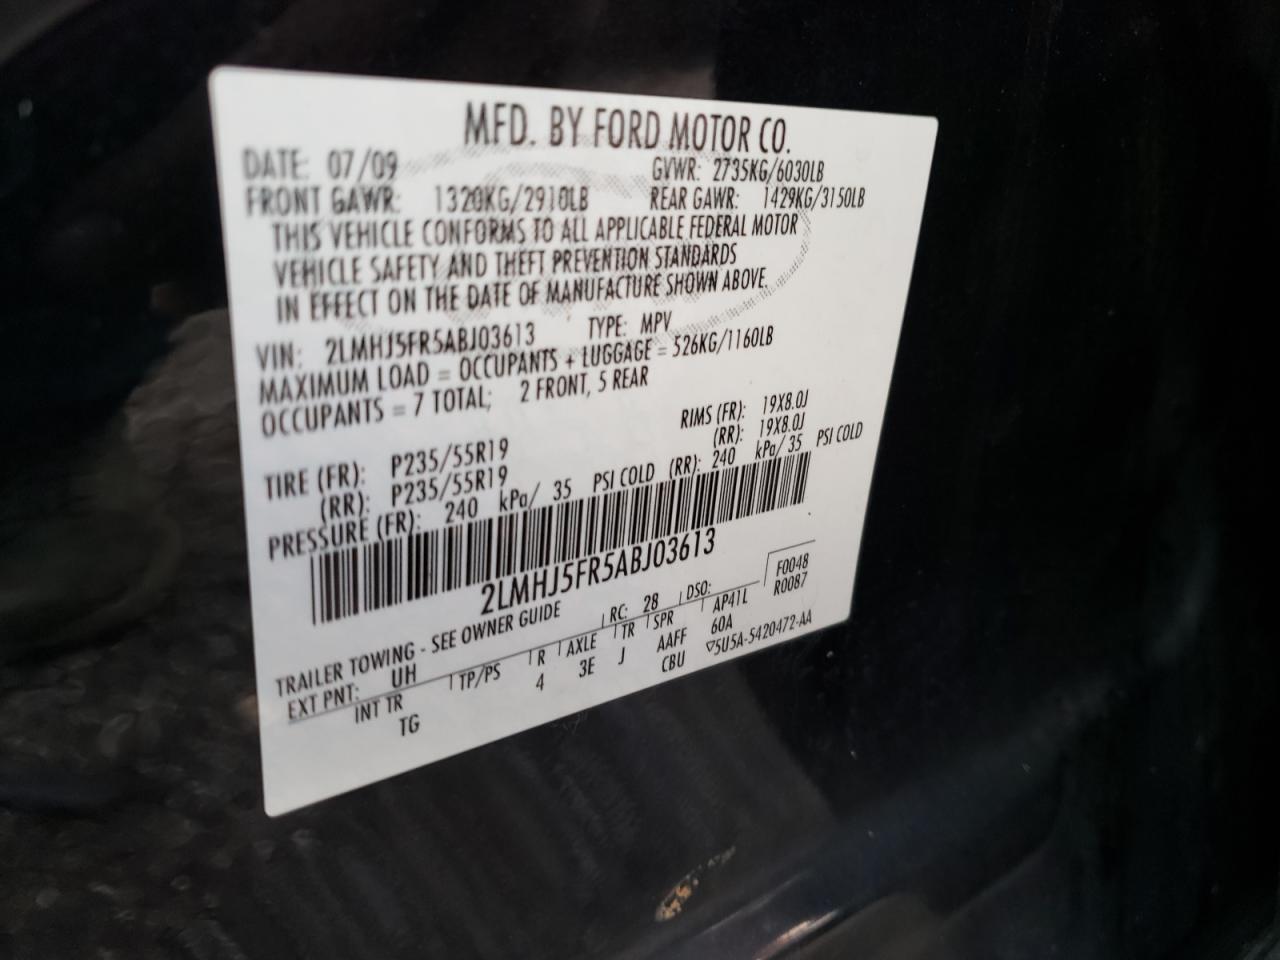 MFD. BY FORD MOTOR CO.
DATE: 07/09 GVWR: 2735KG/6030LB
FRONT GAWR: 1320KG/2910LB REAR GAWR: 1429KG/3150LB
THIS VEHICLE CONFORMS TO ALL APPLICABLE FEDERAL MOTOR
VEHICLE SAFETY AND THEFT PREVENTION STANDARDS
IN EFFECT ON THE DATE OF MANUFACTURE SHOWN ABOVE.
VIN: 2LMHJ5FR5ABJ03613 TYPE: MPV
MAXIMUM LOAD = OCCUPANTS + LUGGAGE = 526KG/1160LB
OCCUPANTS = 7 TOTAL; 2 FRONT, 5 REAR
TIRE (FR): P235/55R19 RIMS (FR): 19X8.0J
(RR): P235/55R19 (RR): 19X8.0J
PRESSURE (FR): 240 kPa/ 35 PSI COLD (RR): 240 kPa/ 35 PSI COLD
2LMHJ5FR5ABJ03613
TRAILER TOWING - SEE OWNER GUIDE
EXT PNT: UH RC: 28 DSO: F0048
INT TR TP/PS R AXLE TR SPR AP41L R0087
TG 4 3E J AAFF 60A
CBU ▽5U5A-5420472-AA